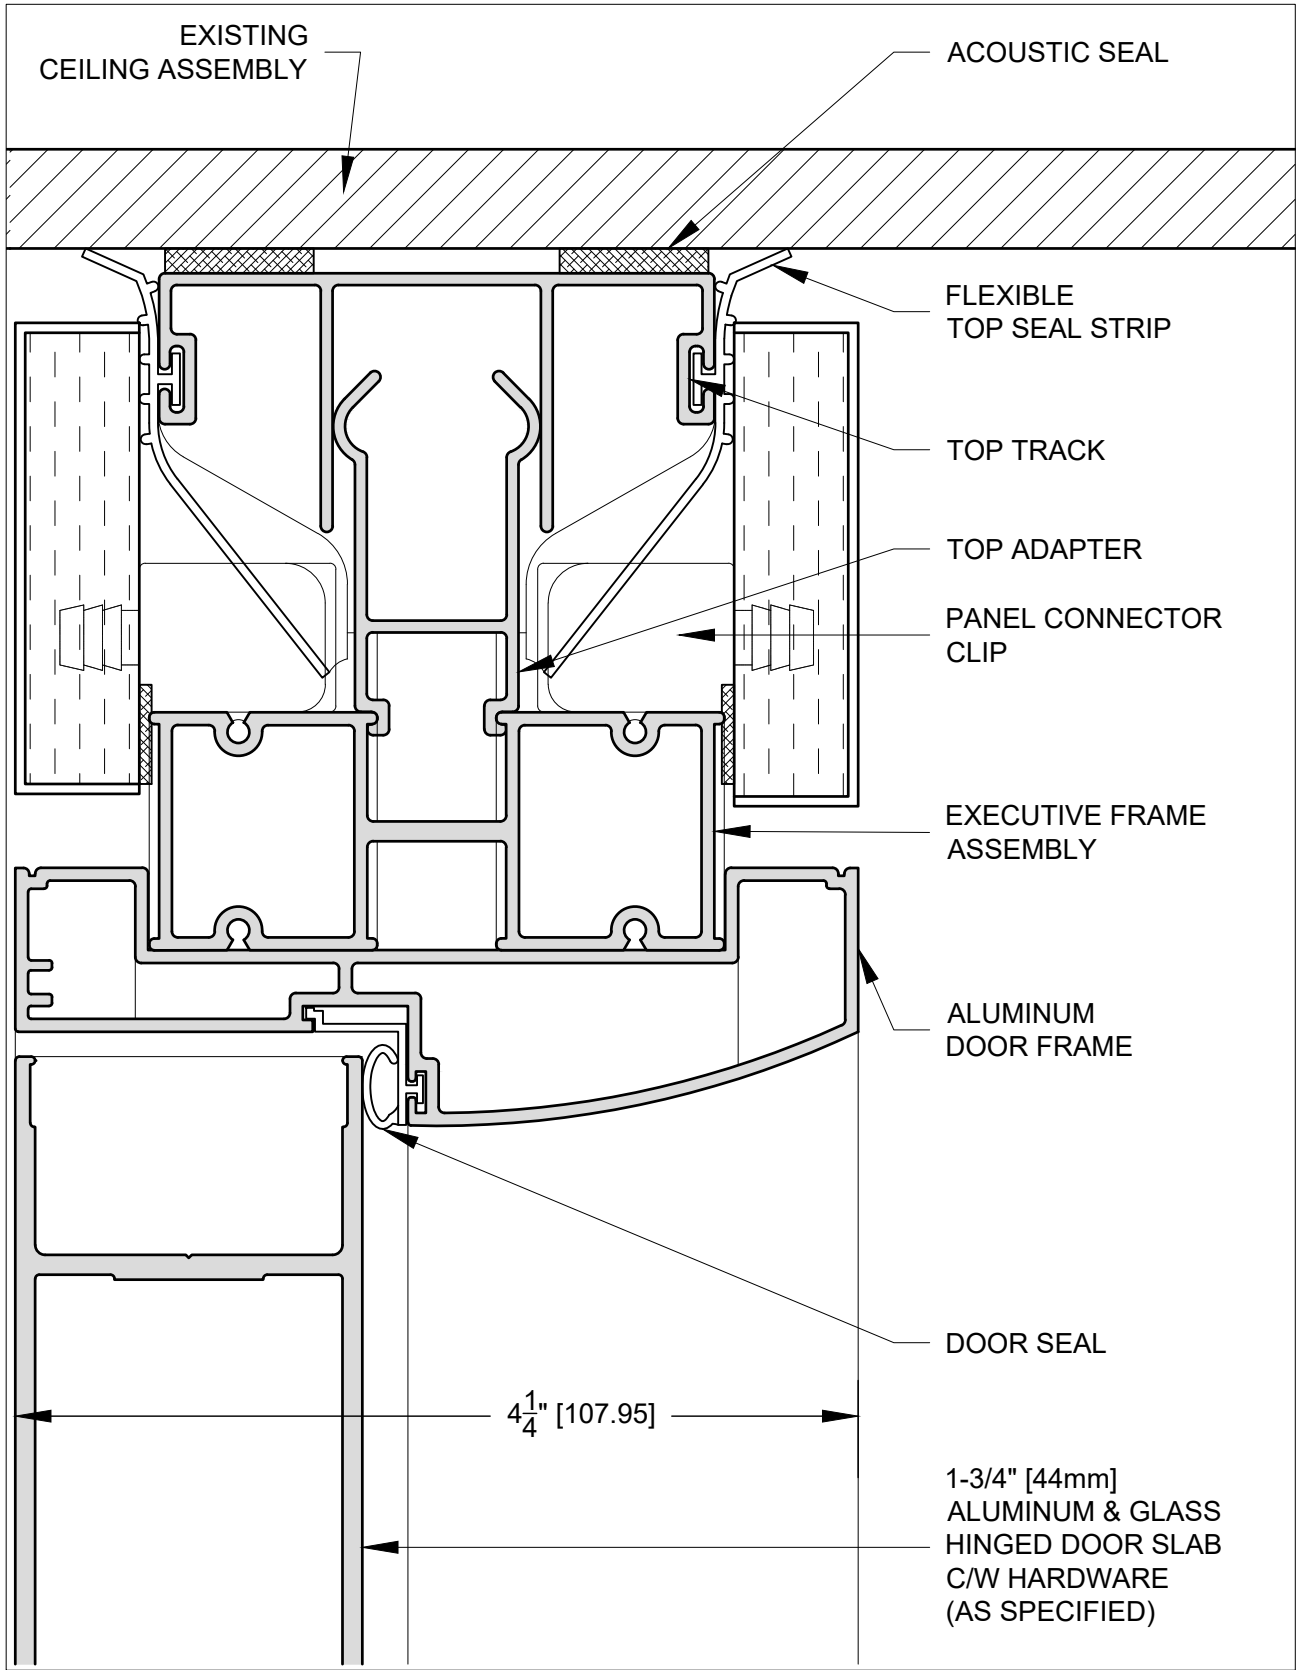 EXISTING
CEILING ASSEMBLY
ACOUSTIC SEAL
FLEXIBLE
TOP SEAL STRIP
TOP TRACK
TOP ADAPTER
PANEL CONNECTOR
CLIP
EXECUTIVE FRAME
ASSEMBLY
ALUMINUM
DOOR FRAME
DOOR SEAL
4 1/4" [107.95]
1-3/4" [44mm]
ALUMINUM & GLASS
HINGED DOOR SLAB
C/W HARDWARE
(AS SPECIFIED)